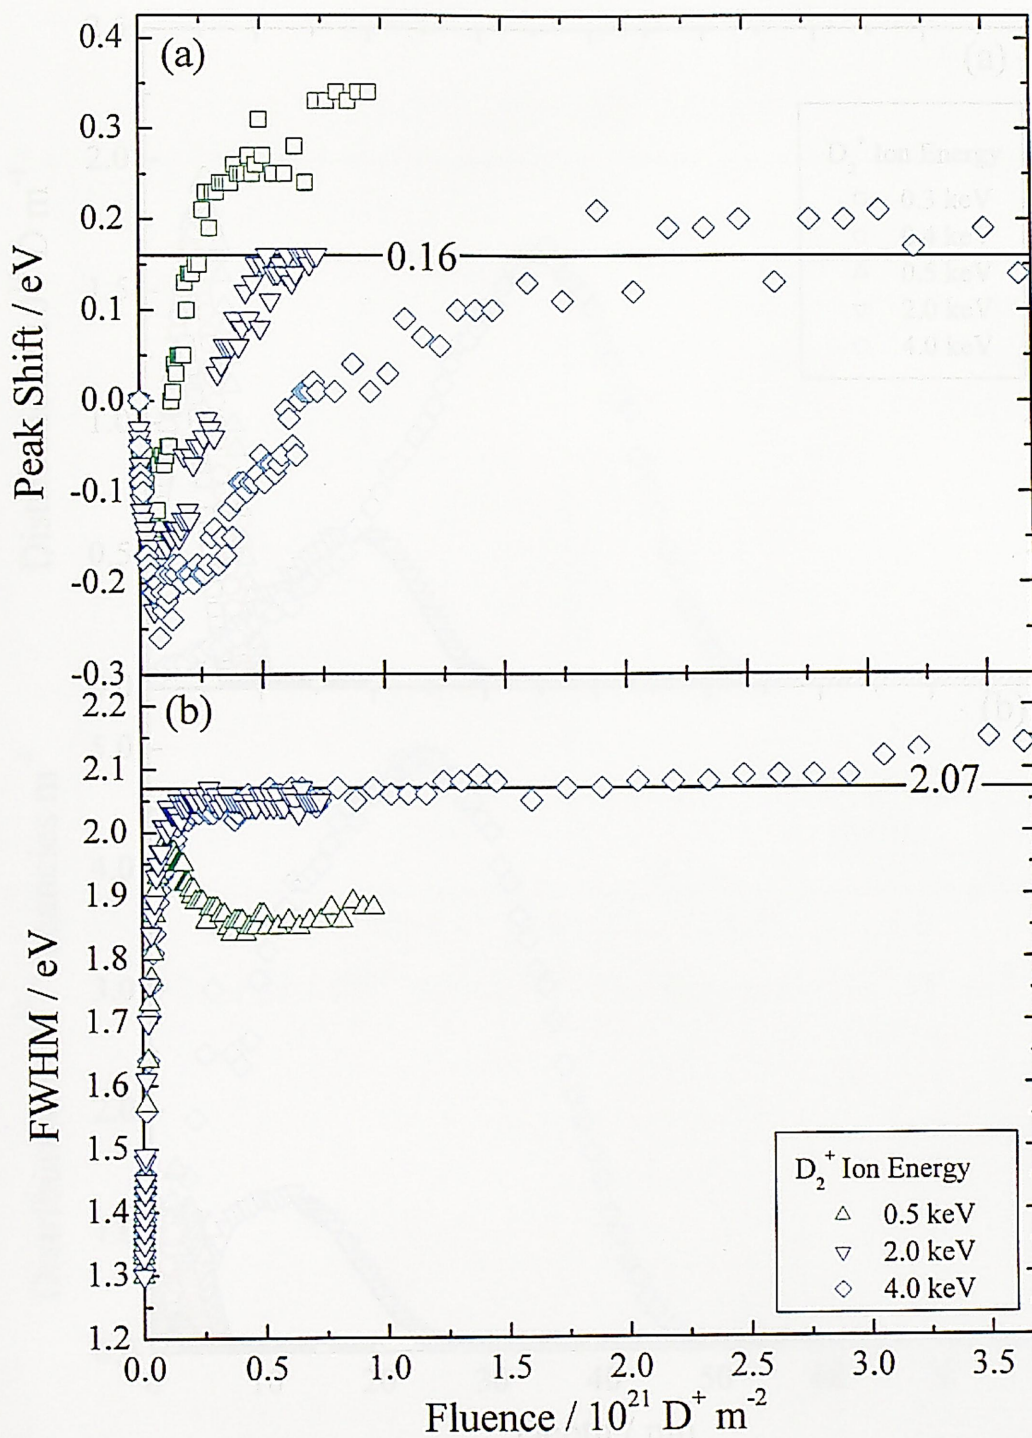 (a)
0.4
0.3
0.2
0.1
0.0
-0.1
-0.2
-0.3
Peak Shift / eV
0.16
(b)
2.2
2.1
2.0
1.9
1.8
1.7
1.6
1.5
1.4
1.3
1.2
FWHM / eV
2.07
D₂⁺ Ion Energy
0.5 keV
2.0 keV
4.0 keV
0.0 0.5 1.0 1.5 2.0 2.5 3.0 3.5
Fluence / 10²¹ D⁺ m⁻²